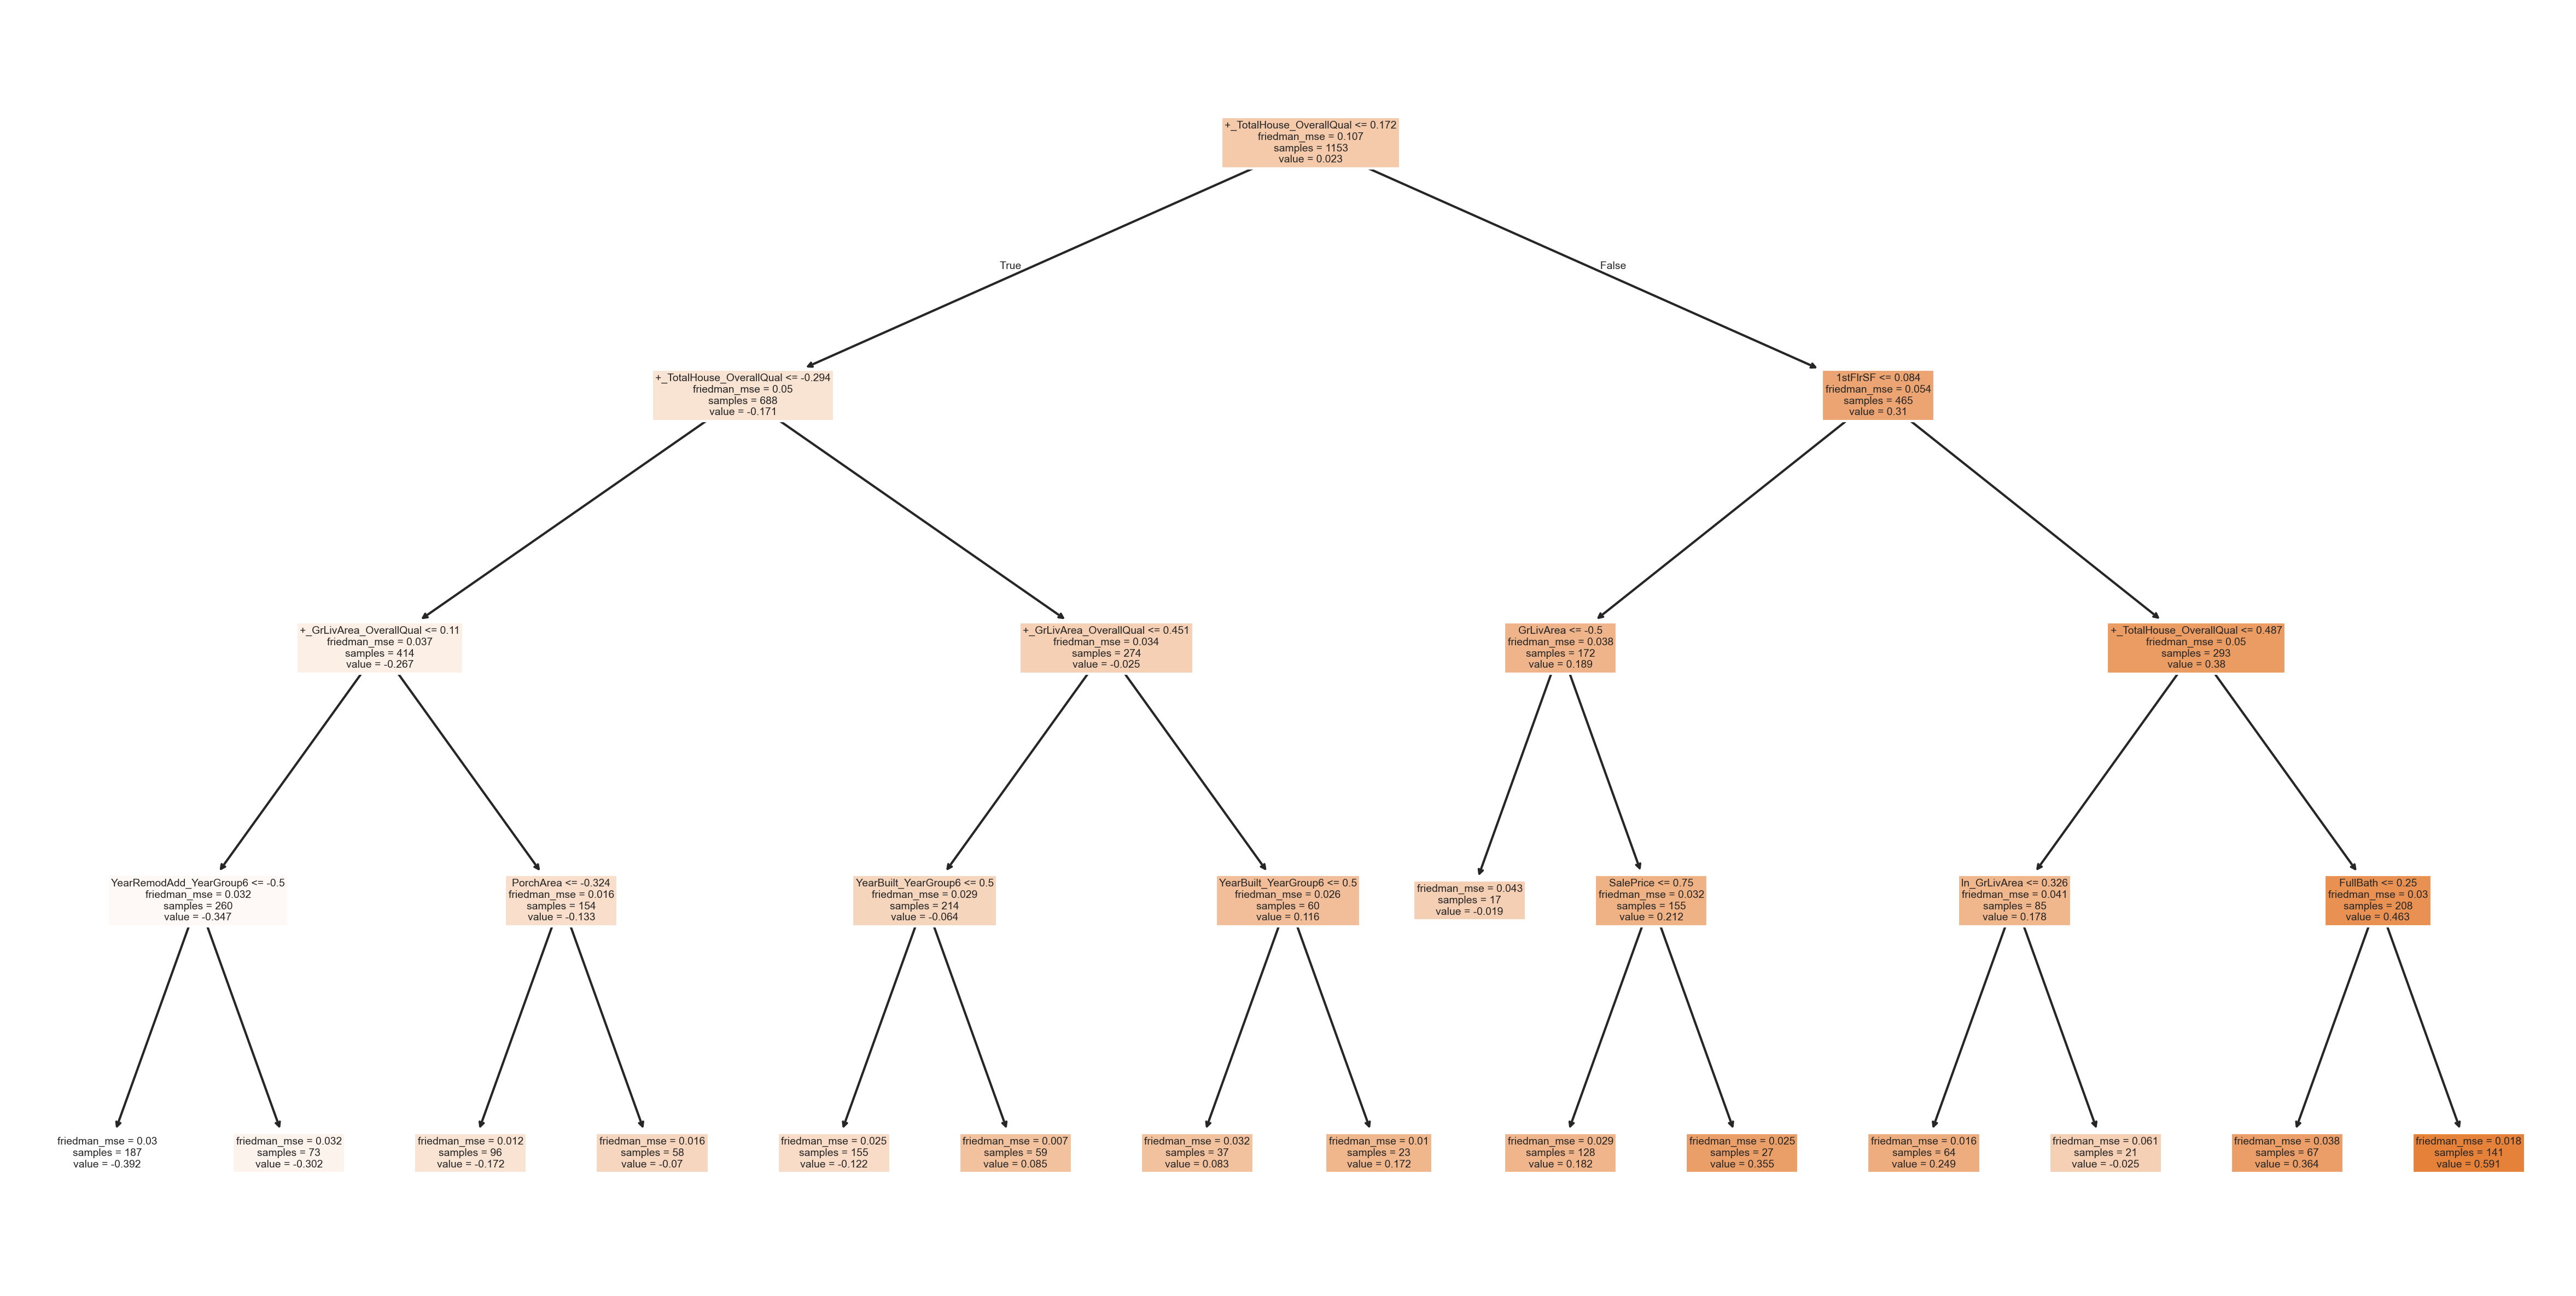 +_TotalHouse_OverallQual <= 0.172
friedman_mse = 0.107
samples = 1153
value = 0.023
True
False
+_TotalHouse_OverallQual <= -0.294
friedman_mse = 0.05
samples = 688
value = -0.171
1stFlrSF <= 0.084
friedman_mse = 0.054
samples = 465
value = 0.31
+_GrLivArea_OverallQual <= 0.11
friedman_mse = 0.037
samples = 414
value = -0.267
+_GrLivArea_OverallQual <= 0.451
friedman_mse = 0.034
samples = 274
value = -0.025
GrLivArea <= -0.5
friedman_mse = 0.038
samples = 172
value = 0.189
+_TotalHouse_OverallQual <= 0.487
friedman_mse = 0.05
samples = 293
value = 0.38
YearRemodAdd_YearGroup6 <= -0.5
friedman_mse = 0.032
samples = 260
value = -0.347
PorchArea <= -0.324
friedman_mse = 0.016
samples = 154
value = -0.133
YearBuilt_YearGroup6 <= 0.5
friedman_mse = 0.029
samples = 214
value = -0.064
YearBuilt_YearGroup6 <= 0.5
friedman_mse = 0.026
samples = 60
value = 0.116
friedman_mse = 0.043
samples = 17
value = -0.019
SalePrice <= 0.75
friedman_mse = 0.032
samples = 155
value = 0.212
ln_GrLivArea <= 0.326
friedman_mse = 0.041
samples = 85
value = 0.178
FullBath <= 0.25
friedman_mse = 0.03
samples = 208
value = 0.463
friedman_mse = 0.03
samples = 187
value = -0.392
friedman_mse = 0.032
samples = 73
value = -0.302
friedman_mse = 0.012
samples = 96
value = -0.172
friedman_mse = 0.016
samples = 58
value = -0.07
friedman_mse = 0.025
samples = 155
value = -0.122
friedman_mse = 0.007
samples = 59
value = 0.085
friedman_mse = 0.032
samples = 37
value = 0.083
friedman_mse = 0.01
samples = 23
value = 0.172
friedman_mse = 0.029
samples = 128
value = 0.182
friedman_mse = 0.025
samples = 27
value = 0.355
friedman_mse = 0.016
samples = 64
value = 0.249
friedman_mse = 0.061
samples = 21
value = -0.025
friedman_mse = 0.038
samples = 67
value = 0.364
friedman_mse = 0.018
samples = 141
value = 0.591